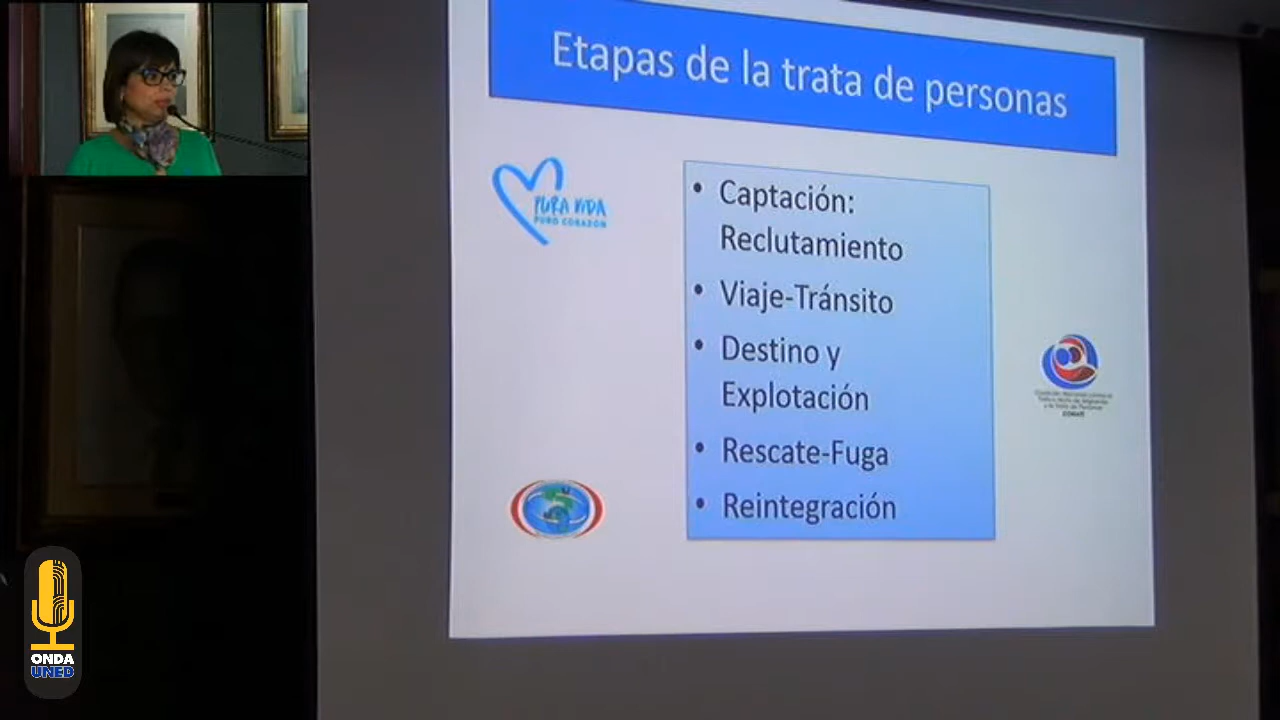 Etapas de la trata de personas
PURA VIDA
PURO CORAZÓN
• Captación:
Reclutamiento
• Viaje-Tránsito
• Destino y
Explotación
• Rescate-Fuga
• Reintegración
ONDA
UNED